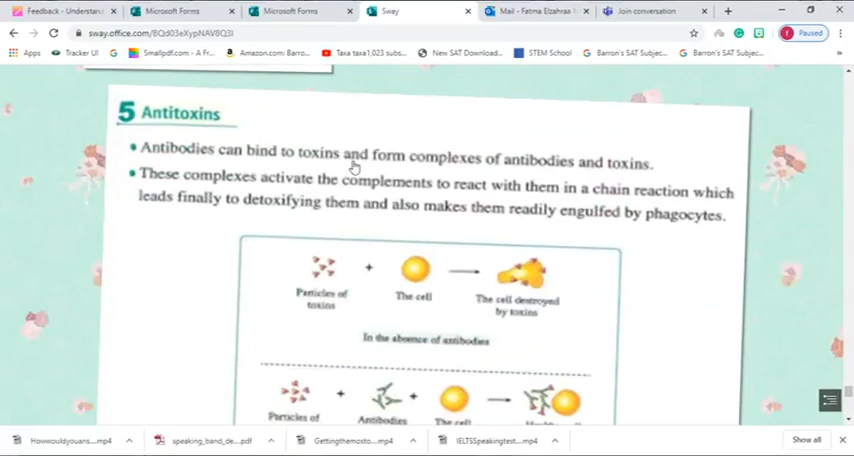 Feedback - Understand
Microsoft Forms
Microsoft Forms
Sway
Mail - Fatma Elzahraa
Join conversation
sway.office.com/8Qd03eXypNAV8Q3I
Paused
Apps
Tracker UI
Smallpdf.com - A Fr...
Amazon.com: Barro...
Taxa taxa1,023 subs...
New SAT Download...
STEM School
Barron's SAT Subjec...
Barron's SAT Subjec...
5 Antitoxins
• Antibodies can bind to toxins and form complexes of antibodies and toxins.
• These complexes activate the complements to react with them in a chain reaction which
leads finally to detoxifying them and also makes them readily engulfed by phagocytes.
+
Particles of
toxins
The cell
The cell destroyed
by toxins
In the absence of antibodies
+ +
Particles of
Antibodies
The cell
Howwouldyouans....mp4
speaking_band_de....pdf
Gettingthemosto....mp4
IELTSSpeakingtest....mp4
Show all